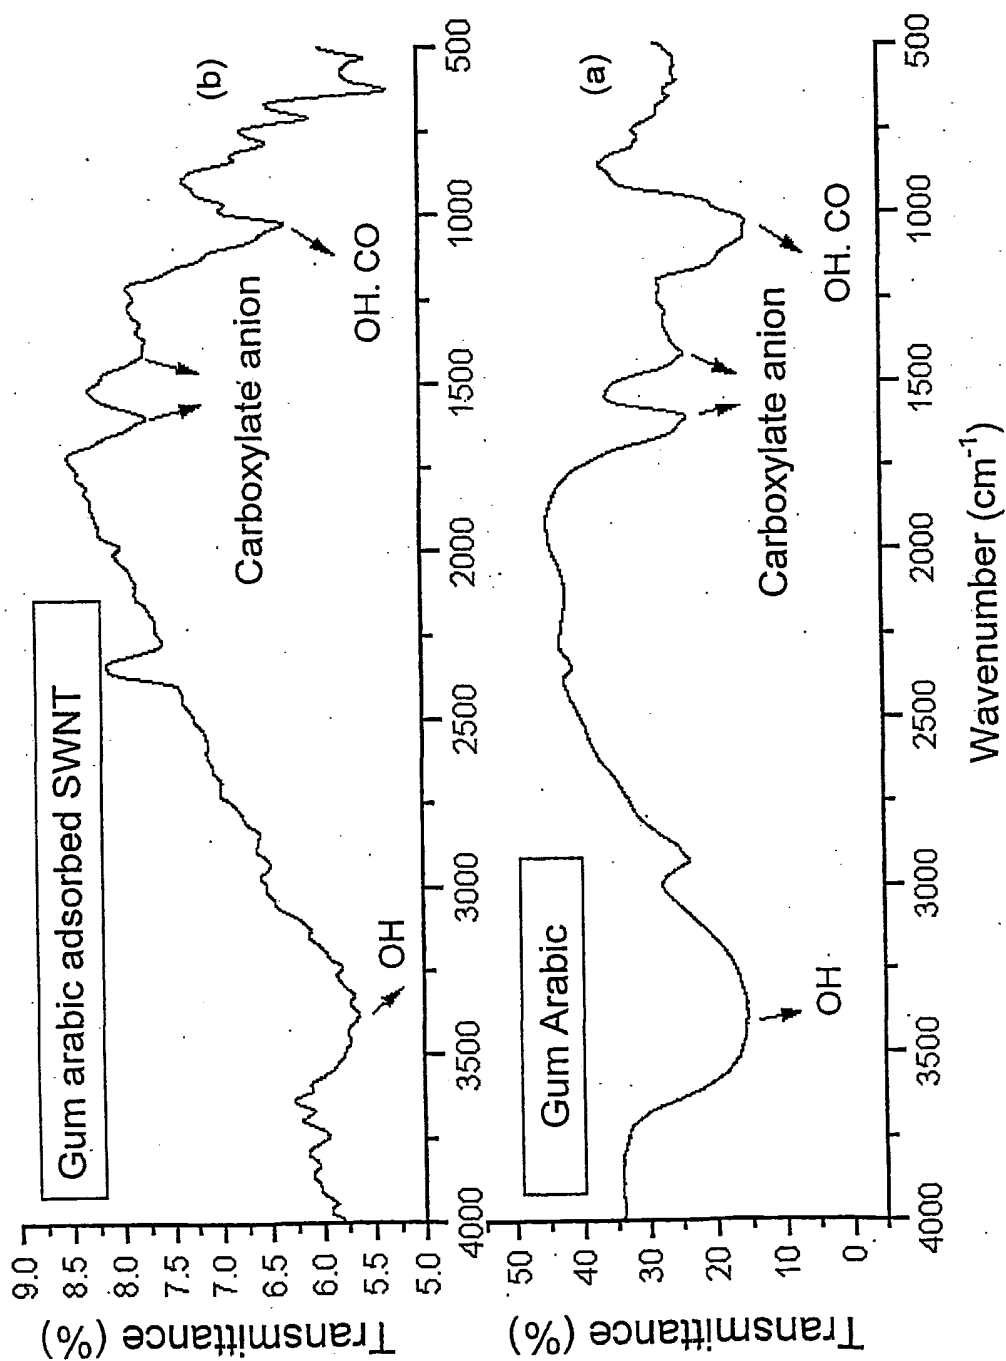 Gum arabic adsorbed SWNT
(b)
Transmittance (%)
9.0
8.5
8.0
7.5
7.0
6.5
6.0
5.5
5.0
OH
Carboxylate anion
OH. CO
4000
3500
3000
2500
2000
1500
1000
500
Gum Arabic
(a)
Transmittance (%)
50
40
30
20
10
0
OH
Carboxylate anion
OH. CO
4000
3500
3000
2500
2000
1500
1000
500
Wavenumber (cm⁻¹)